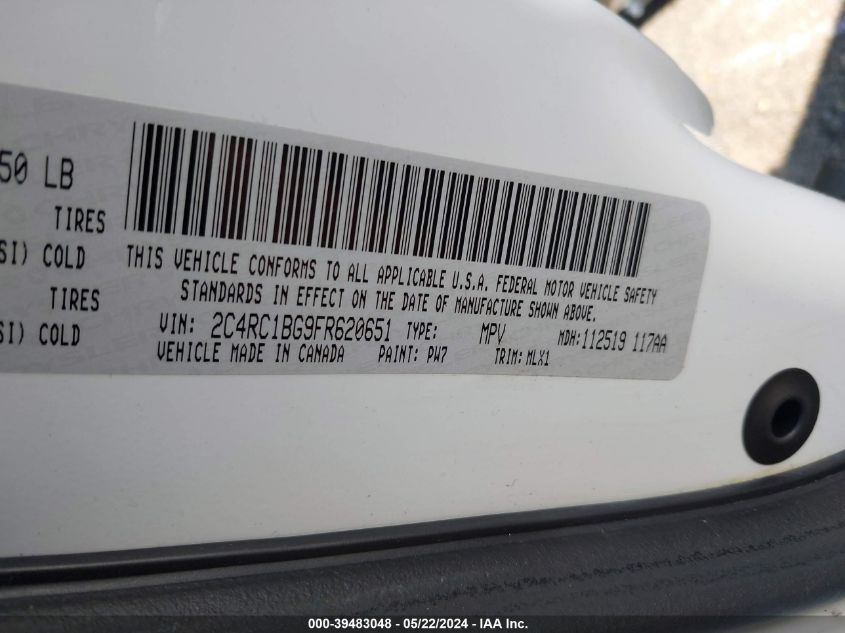 50 LB
TIRES
SI) COLD
TIRES
SI) COLD
THIS VEHICLE CONFORMS TO ALL APPLICABLE U.S.A. FEDERAL MOTOR VEHICLE SAFETY
STANDARDS IN EFFECT ON THE DATE OF MANUFACTURE SHOWN ABOVE.
VIN: 2C4RC1BG9FR620651 TYPE: MPV MDH:112519 117AA
VEHICLE MADE IN CANADA PAINT: PW7 TRIM: MLX1
000-39483048 - 05/22/2024 - IAA Inc.